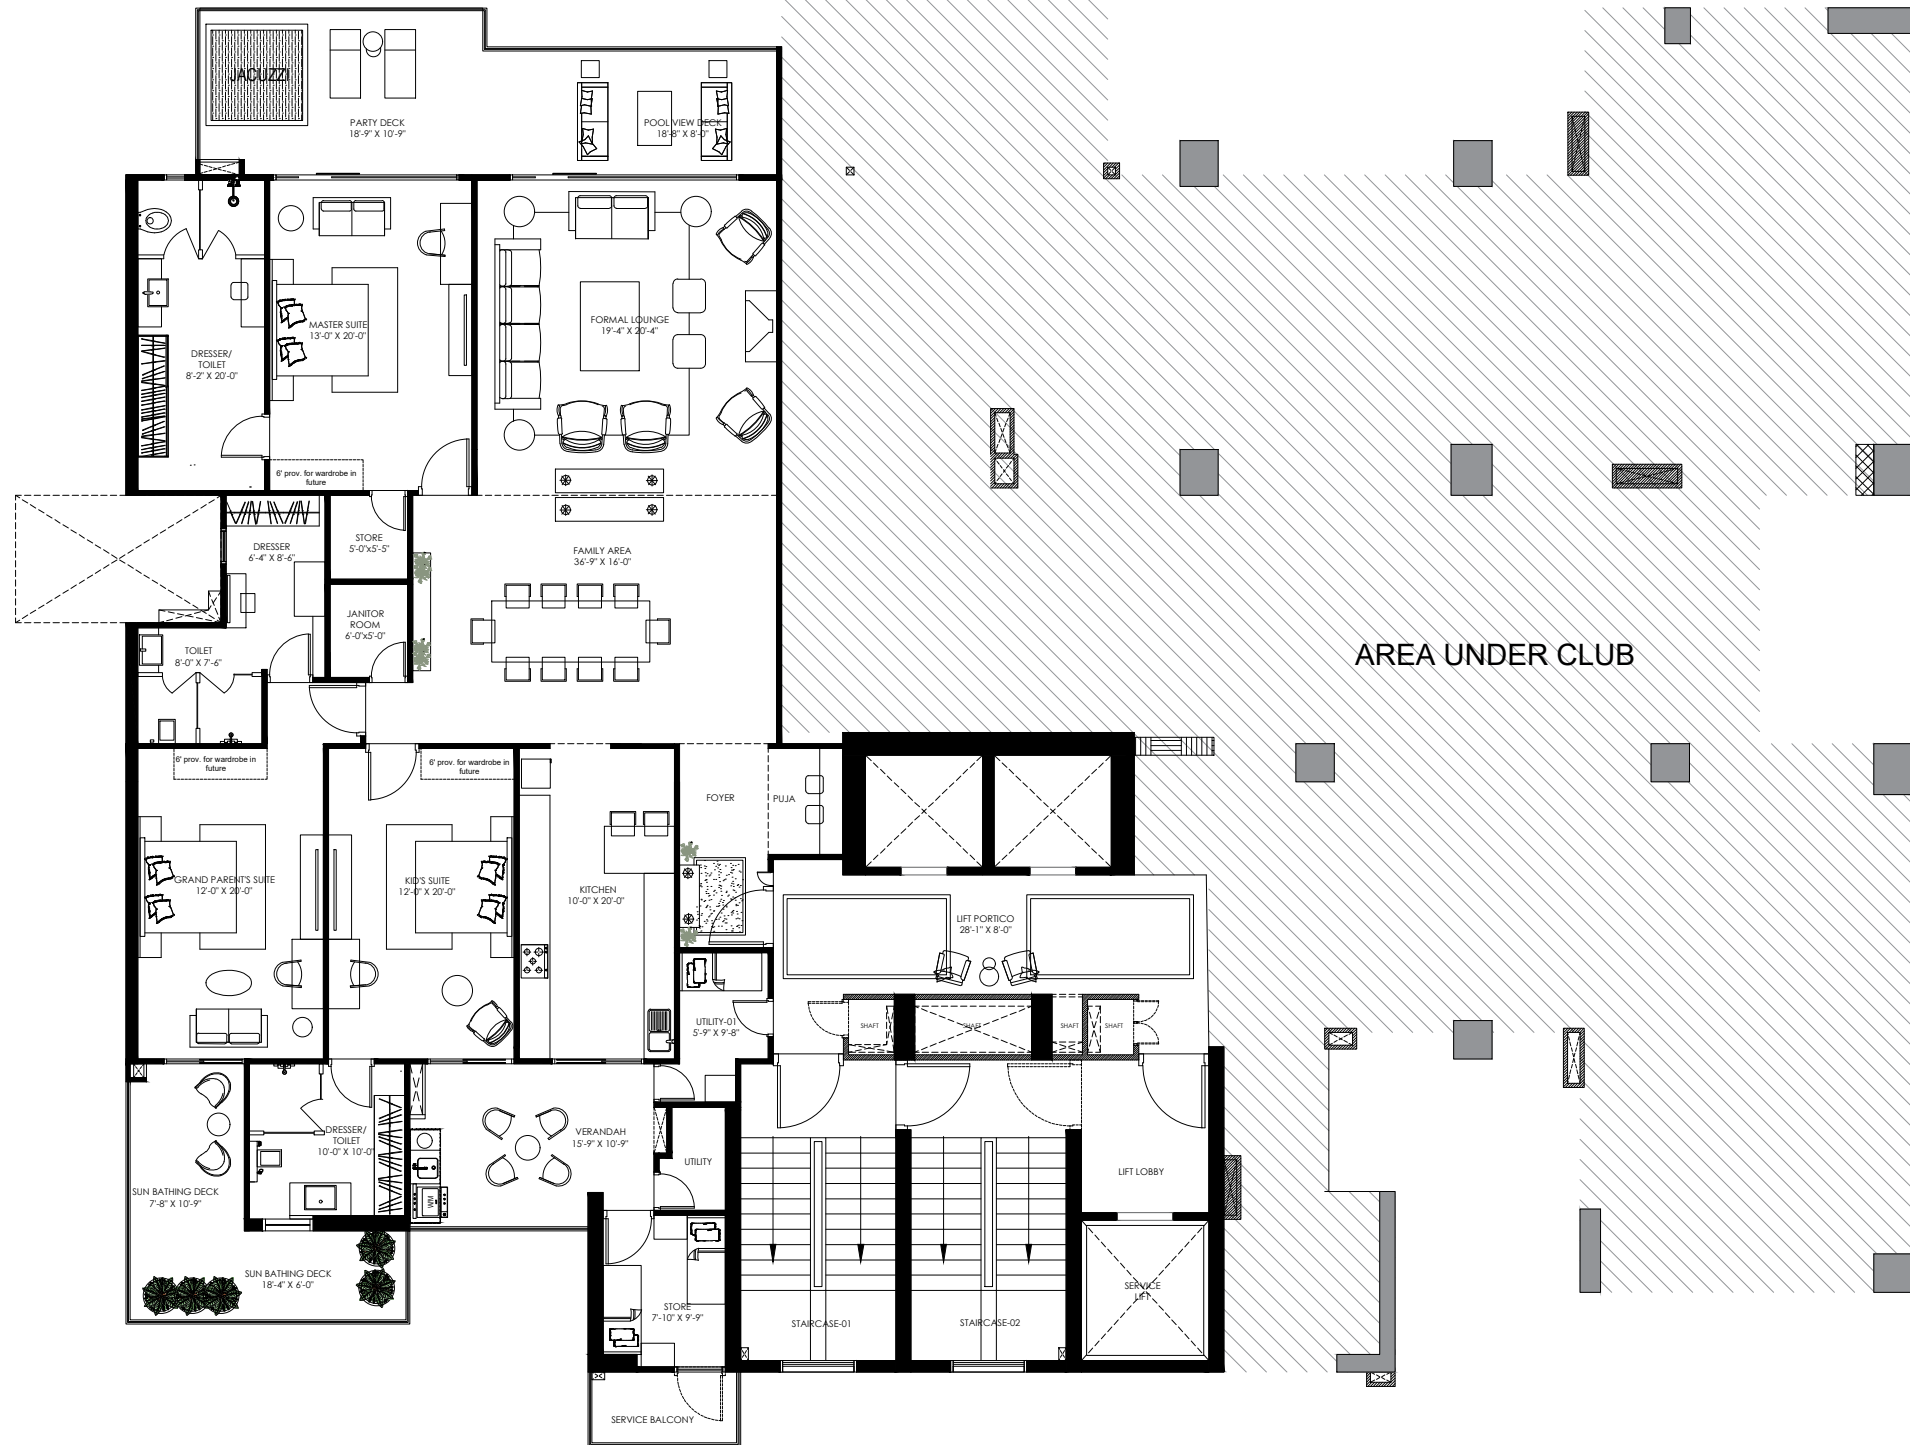 JACUZZI
PARTY DECK
18'-9" X 10'-9"
POOL VIEW DECK
18'-8" X 8'-0"
MASTER SUITE
13'-0" X 20'-0"
FORMAL LOUNGE
19'-4" X 20'-4"
DRESSER/
TOILET
8'-2" X 20'-0"
6' prov. for wardrobe in
future
DRESSER
6'-4" X 8'-6"
STORE
5'-0"x5'-5"
FAMILY AREA
36'-9" X 16'-0"
JANITOR
ROOM
6'-0"x5'-0"
TOILET
8'-0" X 7'-6"
AREA UNDER CLUB
6' prov. for wardrobe in
future
6' prov. for wardrobe in
future
FOYER
PUJA
GRAND PARENT'S SUITE
12'-0" X 20'-0"
KID'S SUITE
12'-0" X 20'-0"
KITCHEN
10'-0" X 20'-0"
LIFT PORTICO
28'-1" X 8'-0"
UTILITY-01
5'-9" X 9'-8"
SHAFT
SHAFT
SHAFT
SHAFT
DRESSER/
TOILET
10'-0" X 10'-0"
VERANDAH
15'-9" X 10'-9"
UTILITY
LIFT LOBBY
SUN BATHING DECK
7'-8" X 10'-9"
WM
SUN BATHING DECK
18'-4" X 6'-0"
STORE
7'-10" X 9'-9"
SERVICE
LIFT
STAIRCASE-01
STAIRCASE-02
SERVICE BALCONY